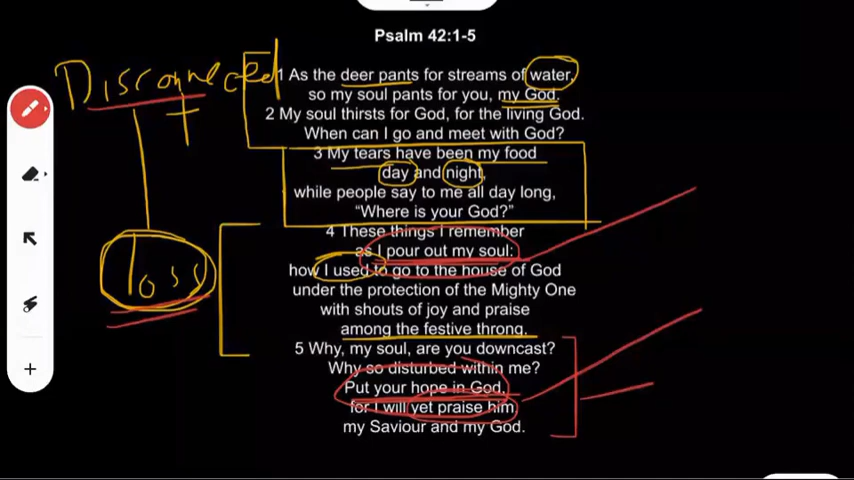 Psalm 42:1-5
Disconnected
1 As the deer pants for streams of water,
so my soul pants for you, my God.
2 My soul thirsts for God, for the living God.
When can I go and meet with God?
3 My tears have been my food
day and night,
while people say to me all day long,
“Where is your God?”
4 These things I remember
as I pour out my soul:
how I used to go to the house of God
loss
under the protection of the Mighty One
with shouts of joy and praise
among the festive throng.
5 Why, my soul, are you downcast?
Why so disturbed within me?
Put your hope in God,
for I will yet praise him
my Saviour and my God.